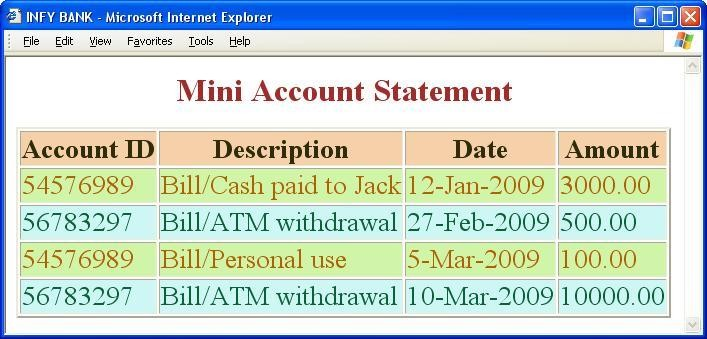 INFY BANK - Microsoft Internet Explorer
File Edit View Favorites Tools Help
Mini Account Statement
Account ID Description Date Amount
54576989 Bill/Cash paid to Jack 12-Jan-2009 3000.00
56783297 Bill/ATM withdrawal 27-Feb-2009 500.00
54576989 Bill/Personal use 5-Mar-2009 100.00
56783297 Bill/ATM withdrawal 10-Mar-2009 10000.00